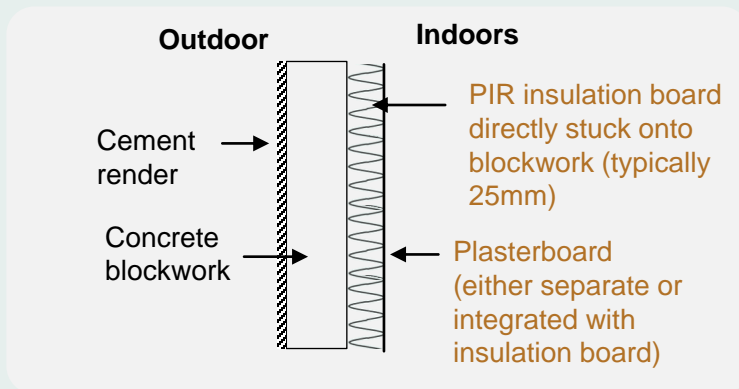 Outdoor
Indoors
Cement
render
Concrete
blockwork
PIR insulation board
directly stuck onto
blockwork (typically
25mm)
Plasterboard
(either separate or
integrated with
insulation board)